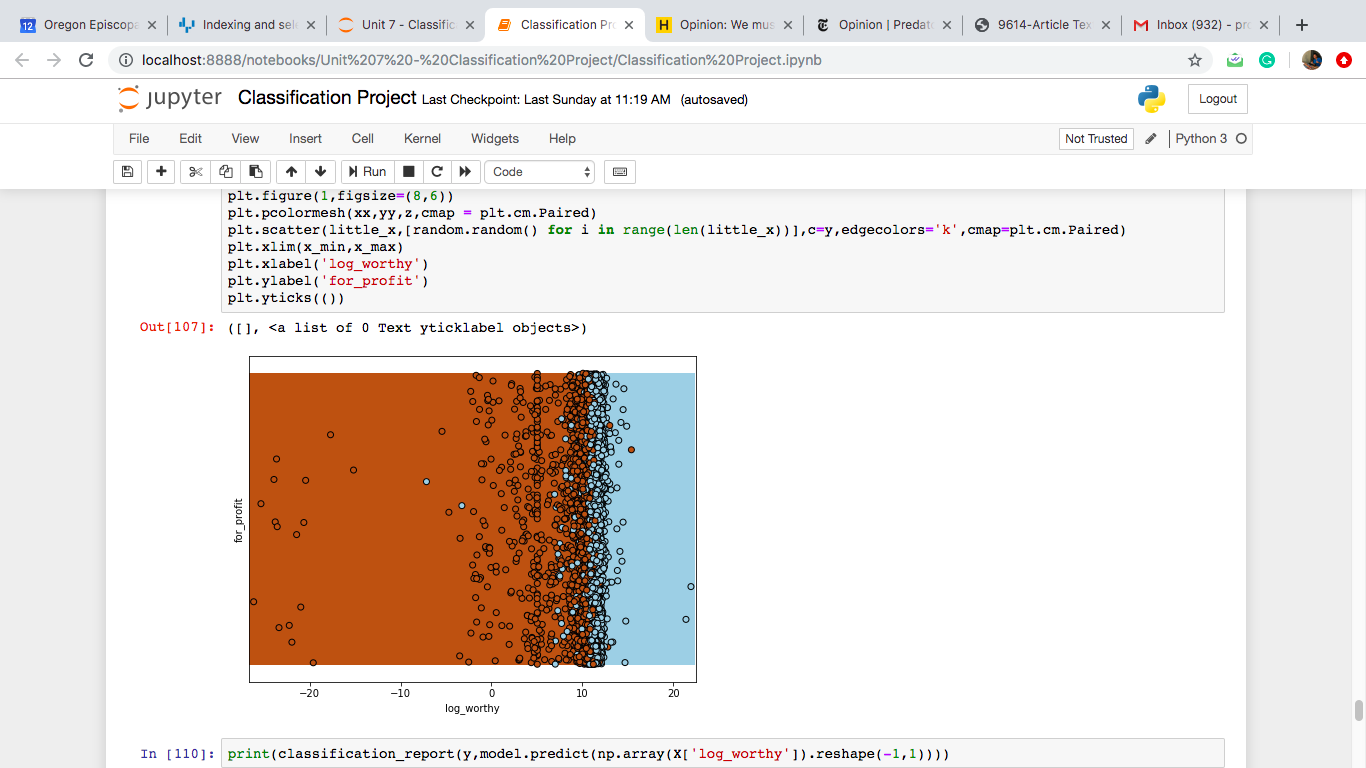 Oregon Episcopa
Indexing and sele
Unit 7 - Classific
Classification Pro
Opinion: We mus
Opinion | Predato
9614-Article Tex
Inbox (932) - pro
localhost:8888/notebooks/Unit%207%20-%20Classification%20Project/Classification%20Project.ipynb
jupyter Classification Project Last Checkpoint: Last Sunday at 11:19 AM (autosaved)
Logout
File Edit View Insert Cell Kernel Widgets Help
Not Trusted
Python 3
Run
Code
plt.figure(1,figsize=(8,6))
plt.pcolormesh(xx,yy,z,cmap = plt.cm.Paired)
plt.scatter(little_x,[random.random() for i in range(len(little_x))],c=y,edgecolors='k',cmap=plt.cm.Paired)
plt.xlim(x_min,x_max)
plt.xlabel('log_worthy')
plt.ylabel('for_profit')
plt.yticks(())
Out[107]: ([], <a list of 0 Text yticklabel objects>)
for_profit
−20 −10 0 10 20
log_worthy
In [110]: print(classification_report(y,model.predict(np.array(X['log_worthy']).reshape(-1,1))))